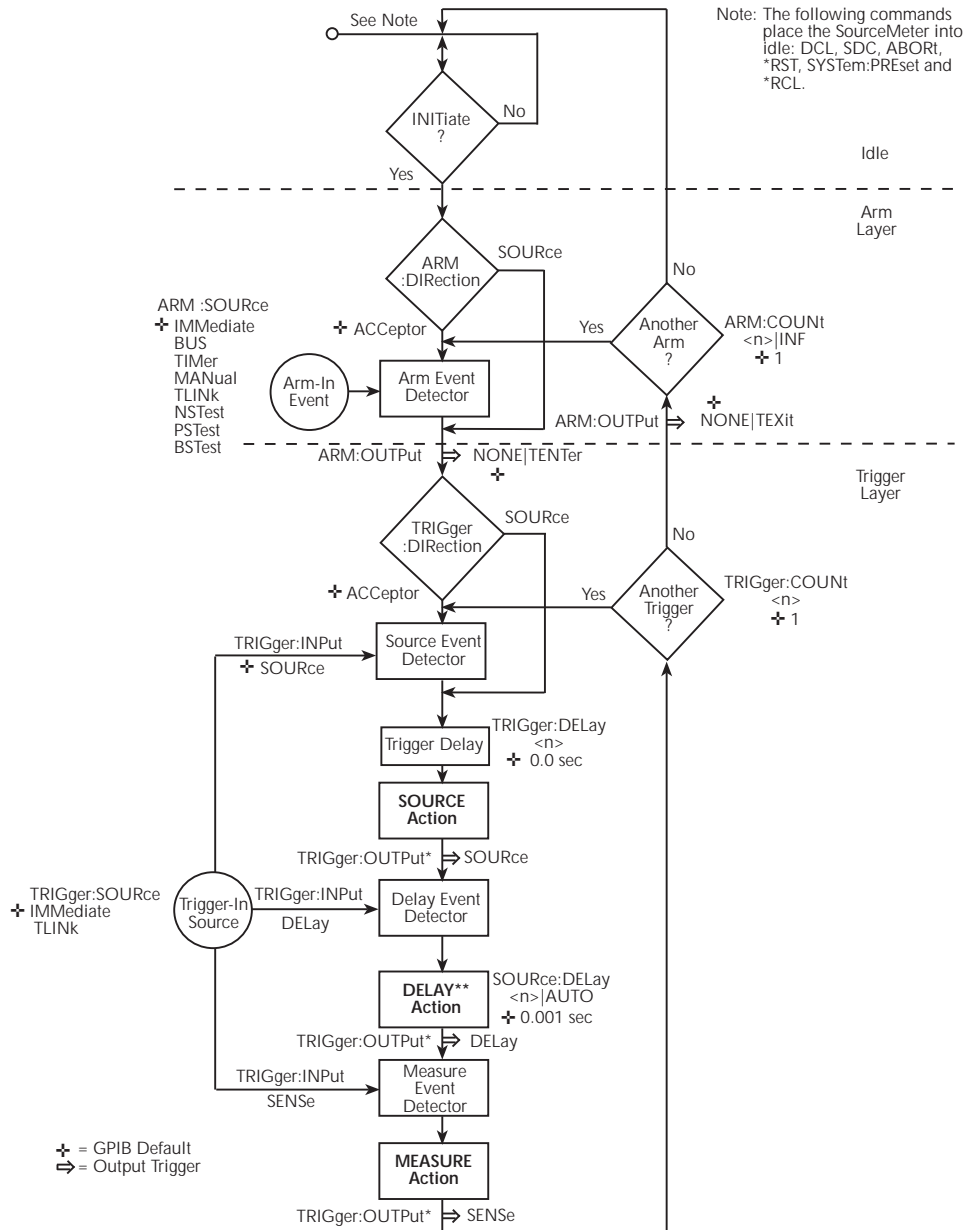 See Note
Note: The following commands
place the SourceMeter into
idle: DCL, SDC, ABORt,
*RST, SYSTem:PREset and
*RCL.
INITiate
?
No
Yes
Idle
Arm
Layer
ARM
:DIRection
SOURce
No
ARM :SOURce
IMMediate
BUS
TIMer
MANual
TLINk
NSTest
PSTest
BSTest
ACCeptor
Yes
Another
Arm
?
ARM:COUNt
<n>|INF
1
Arm-In
Event
Arm Event
Detector
ARM:OUTPut
NONE|TEXit
ARM:OUTPut
NONE|TENTer
Trigger
Layer
TRIGger
:DIRection
SOURce
No
ACCeptor
Yes
Another
Trigger
?
TRIGger:COUNt
<n>
1
TRIGger:INPut
SOURce
Source Event
Detector
Trigger Delay
TRIGger:DELay
<n>
0.0 sec
SOURCE
Action
TRIGger:OUTPut*
SOURce
TRIGger:SOURce
IMMediate
TLINk
Trigger-In
Source
TRIGger:INPut
DELay
Delay Event
Detector
DELAY**
Action
SOURce:DELay
<n>|AUTO
0.001 sec
TRIGger:OUTPut*
DELay
TRIGger:INPut
SENSe
Measure
Event
Detector
= GPIB Default
= Output Trigger
MEASURE
Action
TRIGger:OUTPut*
SENSe